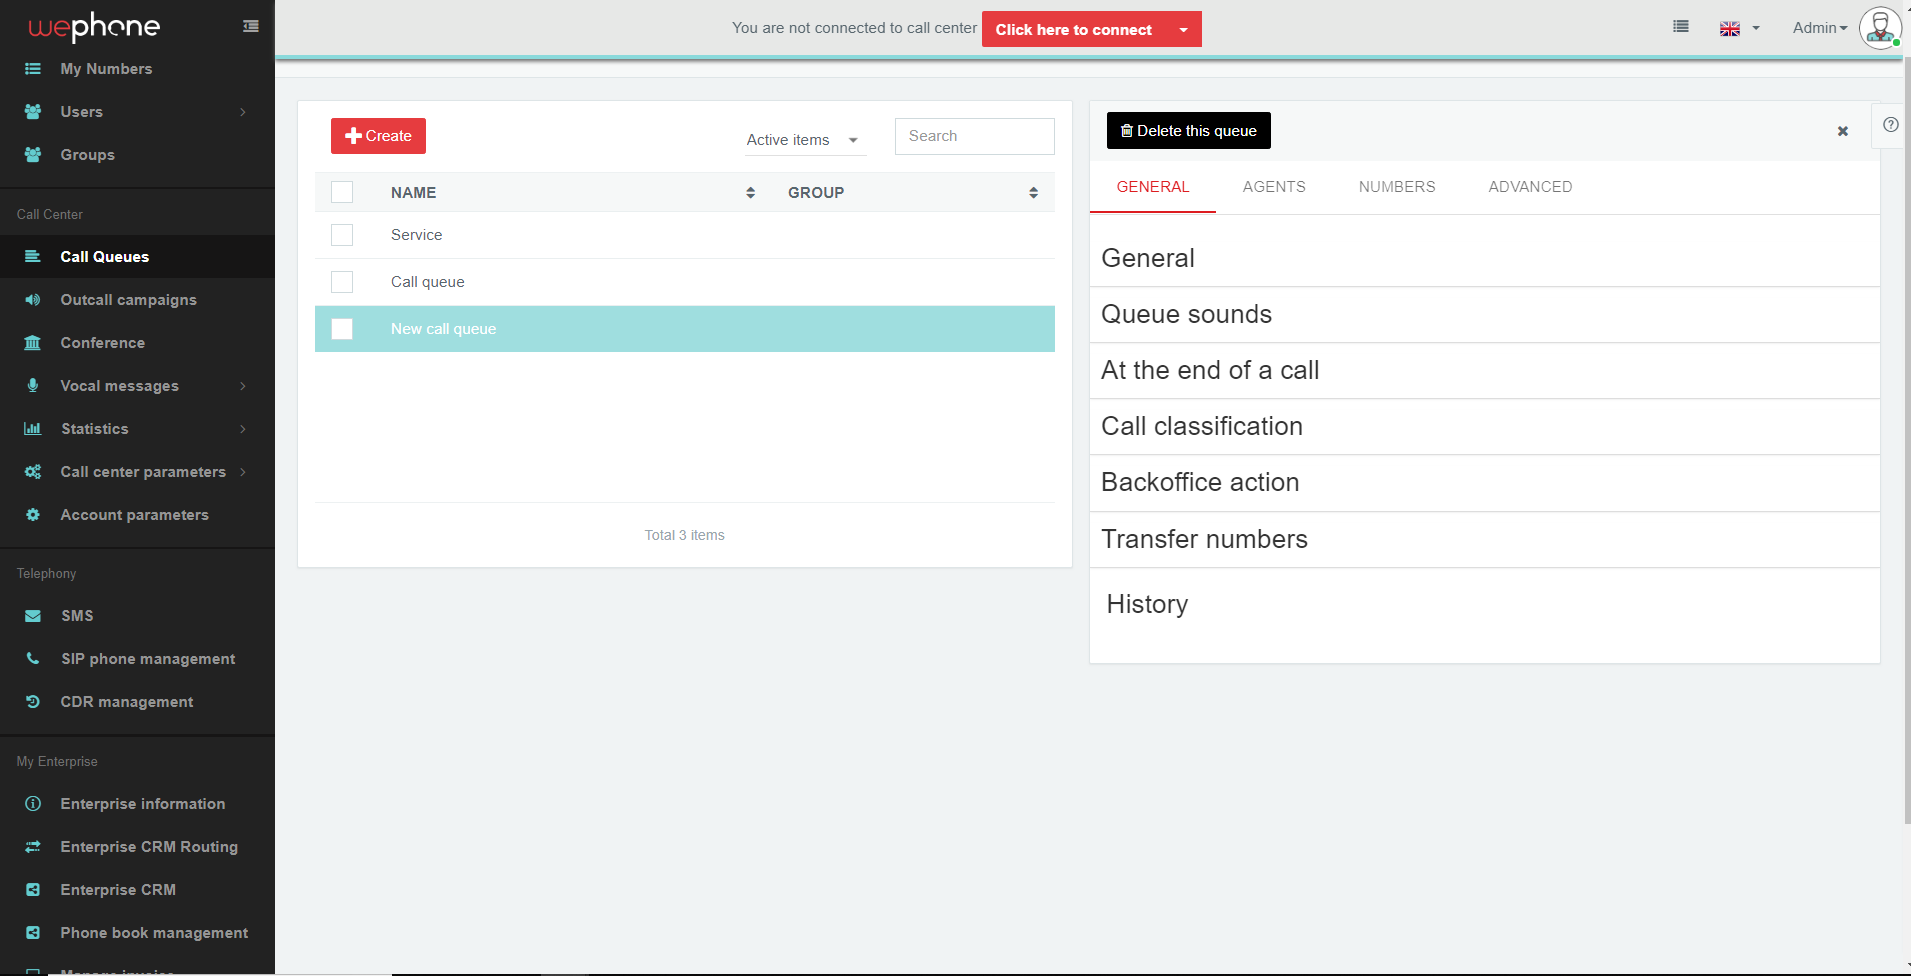 wephone
My Numbers
Users
Groups
Call Center
Call Queues
Outcall campaigns
Conference
Vocal messages
Statistics
Call center parameters
Account parameters
Telephony
SMS
SIP phone management
CDR management
My Enterprise
Enterprise information
Enterprise CRM Routing
Enterprise CRM
Phone book management
You are not connected to call center
Click here to connect
Admin
Create
Active items
Search
NAME GROUP
Service
Call queue
New call queue
Total 3 items
Delete this queue
GENERAL AGENTS NUMBERS ADVANCED
General
Queue sounds
At the end of a call
Call classification
Backoffice action
Transfer numbers
History